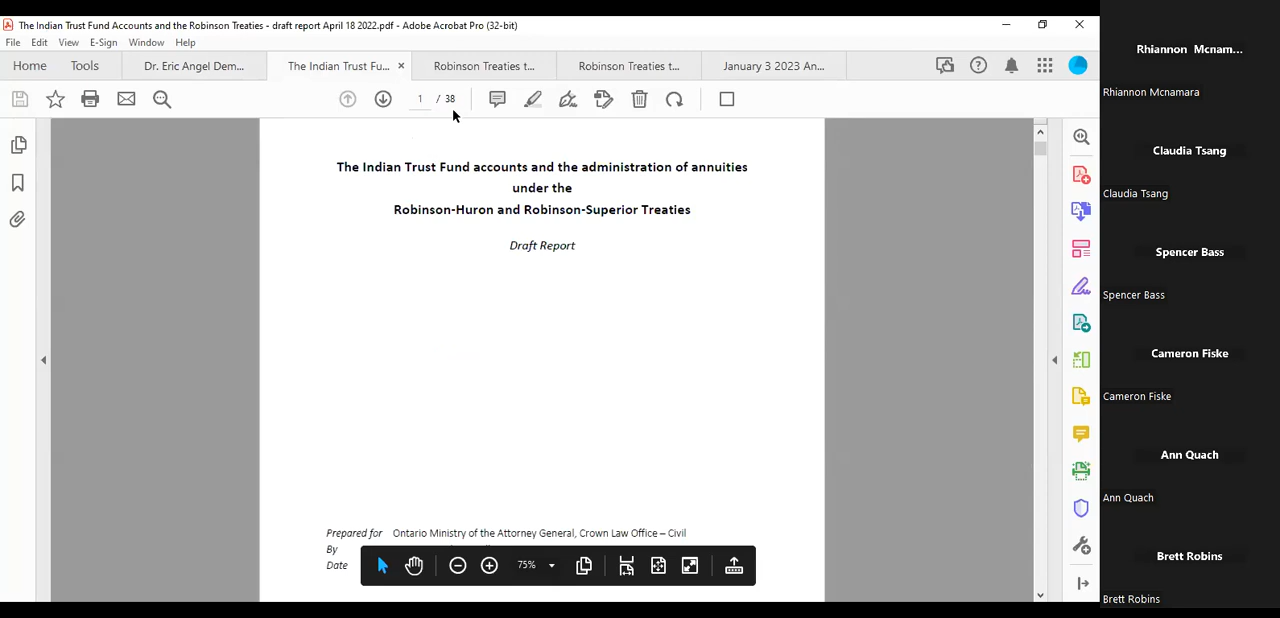 The Indian Trust Fund Accounts and the Robinson Treaties - draft report April 18 2022.pdf - Adobe Acrobat Pro (32-bit)
File Edit View E-Sign Window Help
Home Tools Dr. Eric Angel Dem... The Indian Trust Fu... × Robinson Treaties t... Robinson Treaties t... January 3 2023 An...
1 / 38
The Indian Trust Fund accounts and the administration of annuities
under the
Robinson-Huron and Robinson-Superior Treaties
Draft Report
Prepared for Ontario Ministry of the Attorney General, Crown Law Office – Civil
By
Date
75%
Rhiannon Mcnam...
Rhiannon Mcnamara
Claudia Tsang
Claudia Tsang
Spencer Bass
Spencer Bass
Cameron Fiske
Cameron Fiske
Ann Quach
Ann Quach
Brett Robins
Brett Robins